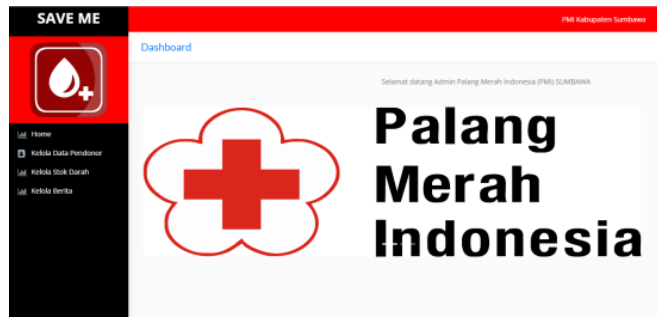 SAVE ME
PMI Kabupaten Sumbawa
Dashboard
Selamat datang Admin Palang Merah Indonesia (PMI) SUMBAWA
Home
Kelola Data Pendonor
Kelola Stok Darah
Kelola Berita
Palang
Merah
Indonesia